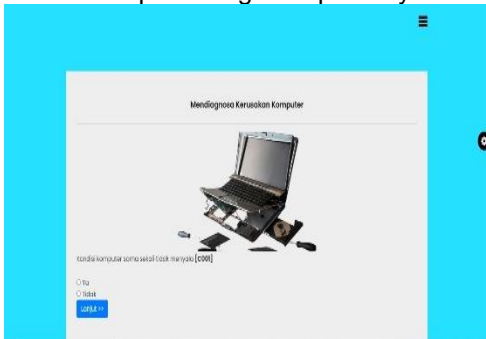 Mendiagnosa Kerusakan Komputer
Kondisi komputer sama sekali tidak menyala [C001]
Ya
Tidak
Lanjut >>